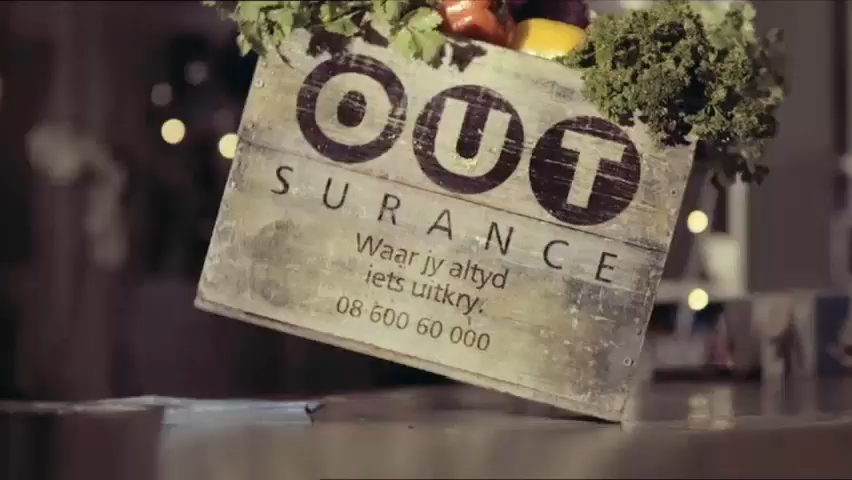 OUT
SURANCE
Waar jy altyd
iets uitkry.
08 600 60 000